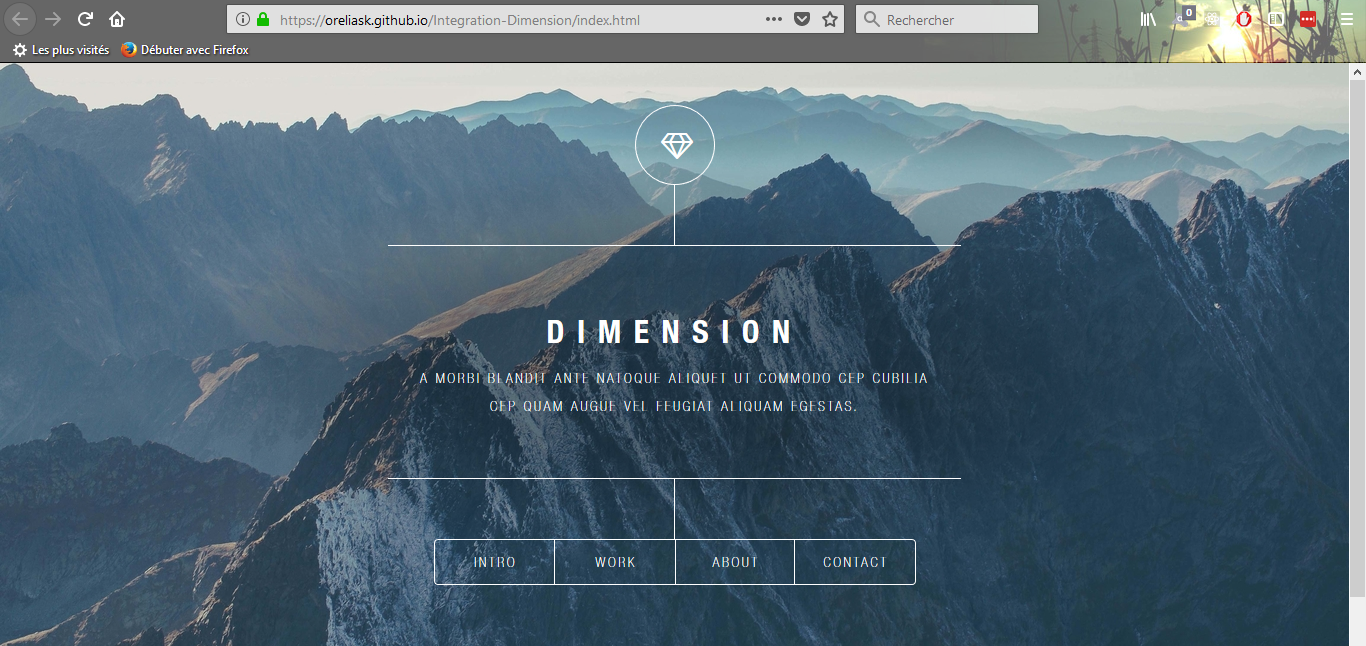 https://oreliask.github.io/Integration-Dimension/index.html
Rechercher
0
Les plus visités
Débuter avec Firefox
DIMENSION
A MORBI BLANDIT ANTE NATOQUE ALIQUET UT COMMODO CEP CUBILIA
CEP QUAM AUGUE VEL FEUGIAT ALIQUAM EGESTAS.
INTRO
WORK
ABOUT
CONTACT